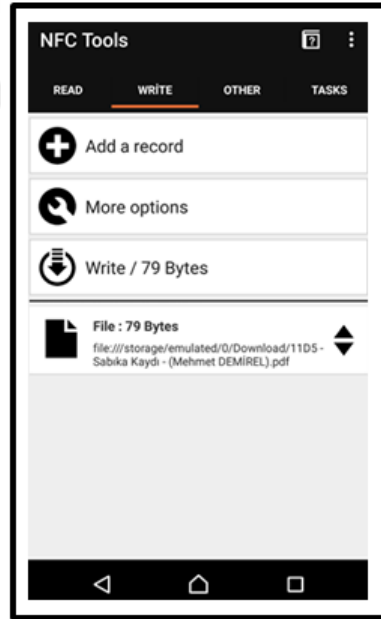 NFC Tools
READ WRİTE OTHER TASKS
Add a record
More options
Write / 79 Bytes
File : 79 Bytes
file:///storage/emulated/0/Download/11D5 -
Sabıka Kaydı - (Mehmet DEMİREL).pdf